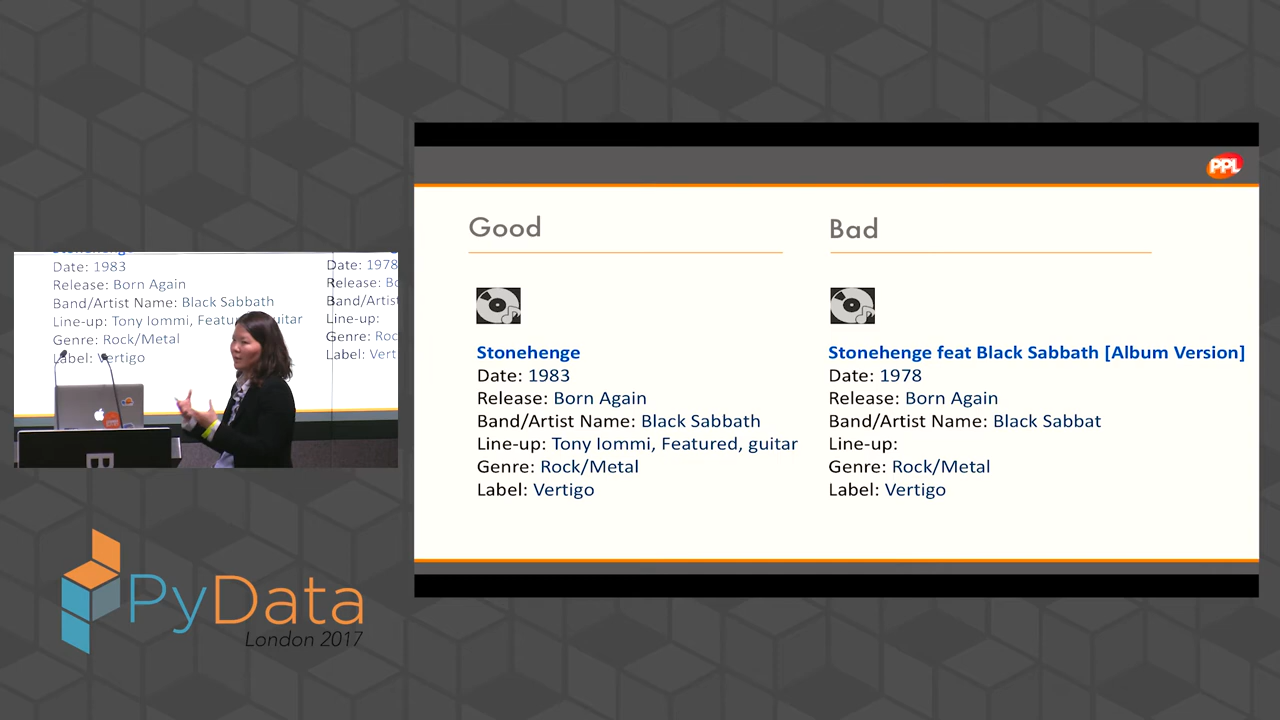 PPL
Good
Stonehenge
Date: 1983
Release: Born Again
Band/Artist Name: Black Sabbath
Line-up: Tony Iommi, Featured, guitar
Genre: Rock/Metal
Label: Vertigo
Bad
Stonehenge feat Black Sabbath [Album Version]
Date: 1978
Release: Born Again
Band/Artist Name: Black Sabbat
Line-up:
Genre: Rock/Metal
Label: Vertigo
Date: 1983
Release: Born Again
Band/Artist Name: Black Sabbath
Line-up: Tony Iommi, Featu uitar
Genre: Rock/Metal
Label: Vertigo
Date: 1978
Release: Bo
Band/Artist
Line-up:
Genre: Roc
Label: Vert
PyData
London 2017